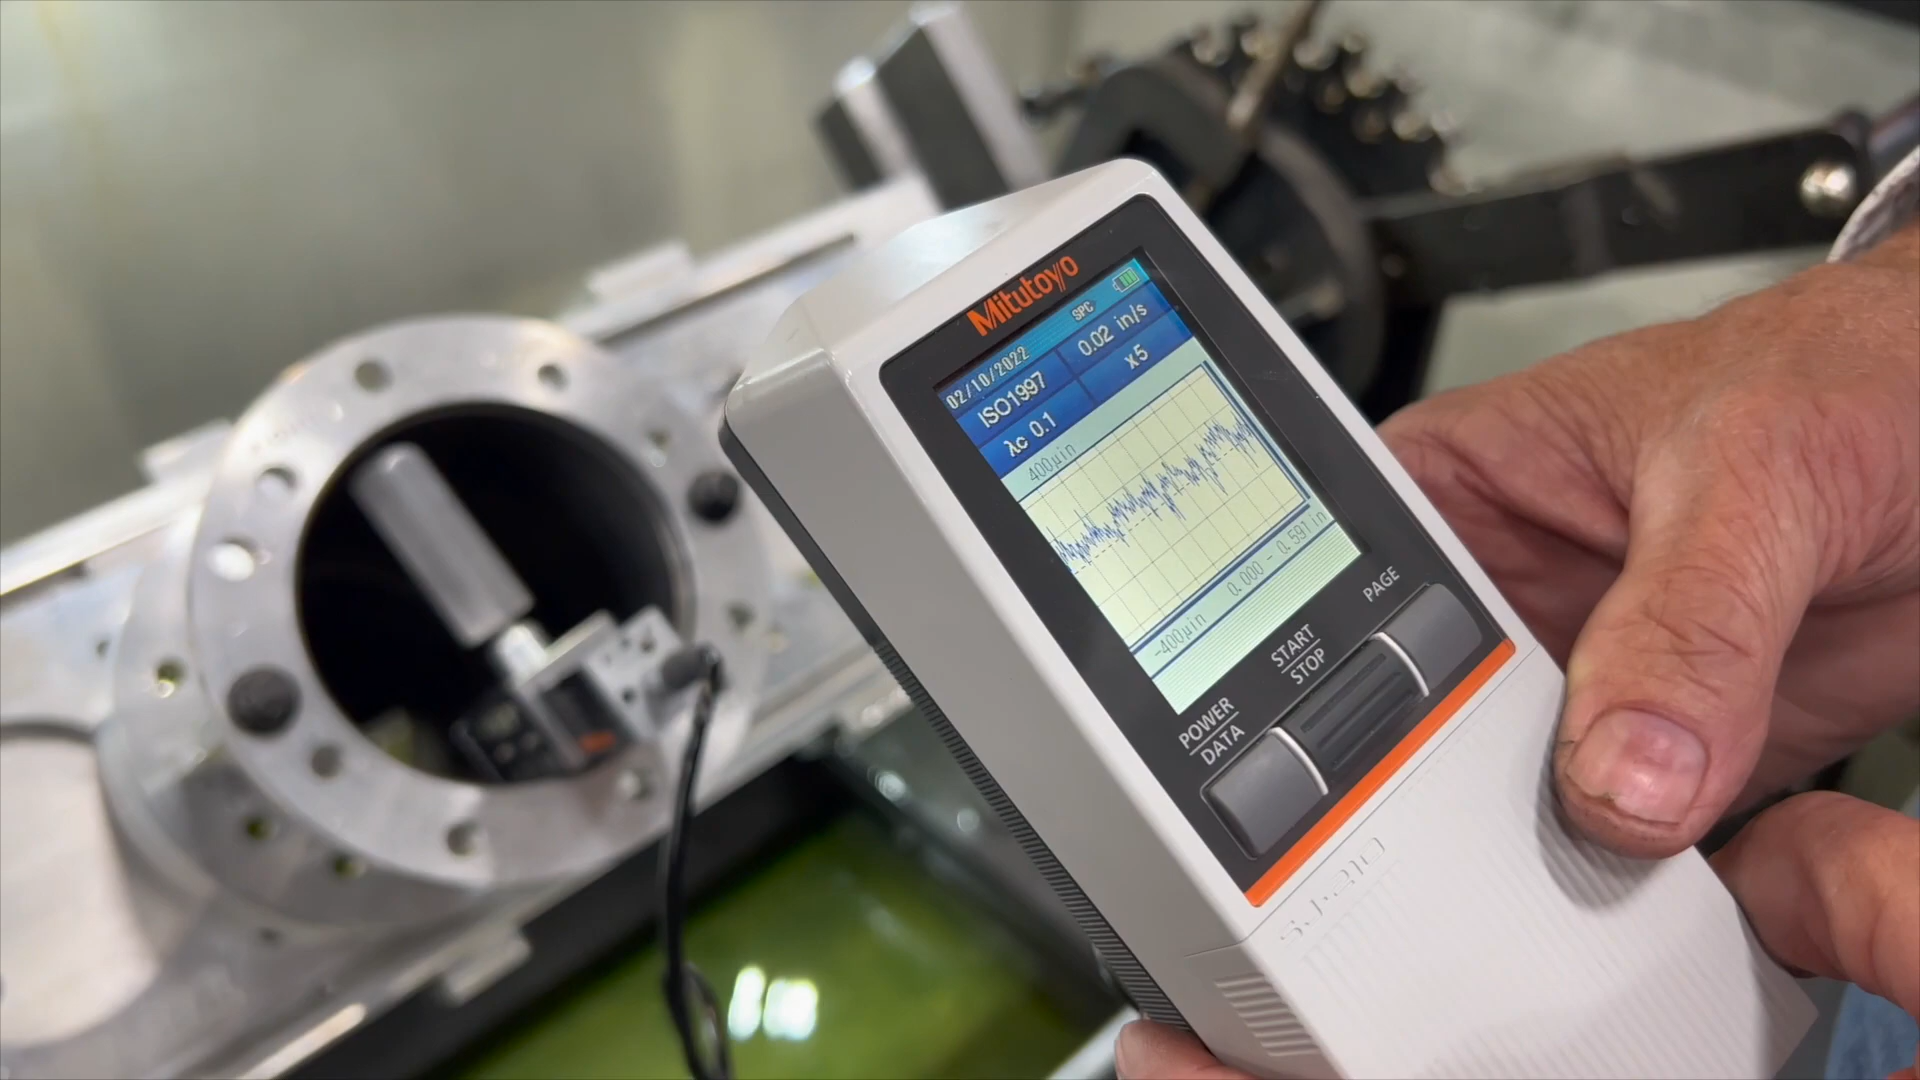 Mitutoyo
SPC
02/10/2022
ISO1997
0.02 in/s
λc 0.1
x5
400µin
-400µin
0.000 - 0.591 in
POWER
DATA
START
STOP
PAGE
SJ-210